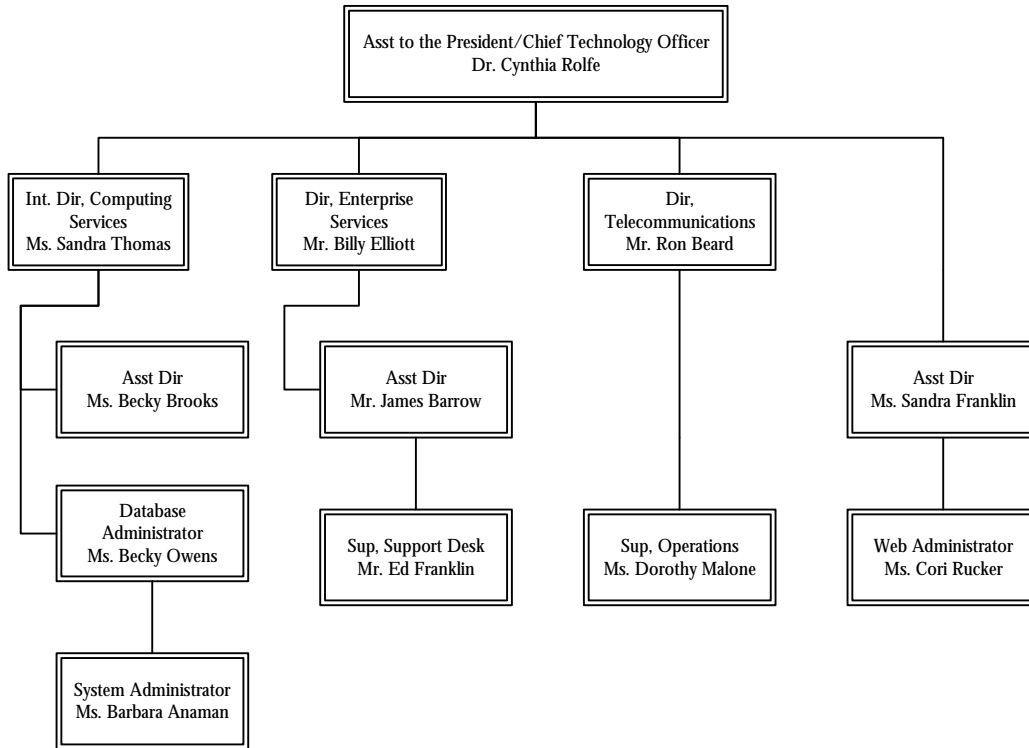 Asst to the President/Chief Technology Officer
Dr. Cynthia Rolfe
Int. Dir, Computing
Services
Ms. Sandra Thomas
Dir, Enterprise
Services
Mr. Billy Elliott
Dir,
Telecommunications
Mr. Ron Beard
Asst Dir
Ms. Becky Brooks
Asst Dir
Mr. James Barrow
Asst Dir
Ms. Sandra Franklin
Database
Administrator
Ms. Becky Owens
Sup, Support Desk
Mr. Ed Franklin
Sup, Operations
Ms. Dorothy Malone
Web Administrator
Ms. Cori Rucker
System Administrator
Ms. Barbara Anaman